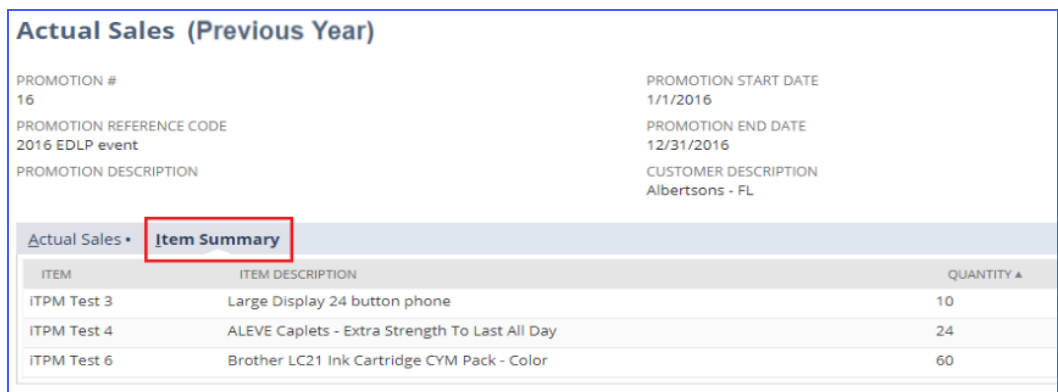 Actual Sales (Previous Year)
PROMOTION #
16
PROMOTION REFERENCE CODE
2016 EDLP event
PROMOTION DESCRIPTION
PROMOTION START DATE
1/1/2016
PROMOTION END DATE
12/31/2016
CUSTOMER DESCRIPTION
Albertsons - FL
Actual Sales • Item Summary
ITEM ITEM DESCRIPTION QUANTITY ▲
iTPM Test 3 Large Display 24 button phone 10
iTPM Test 4 ALEVE Caplets - Extra Strength To Last All Day 24
iTPM Test 6 Brother LC21 Ink Cartridge CYM Pack - Color 60